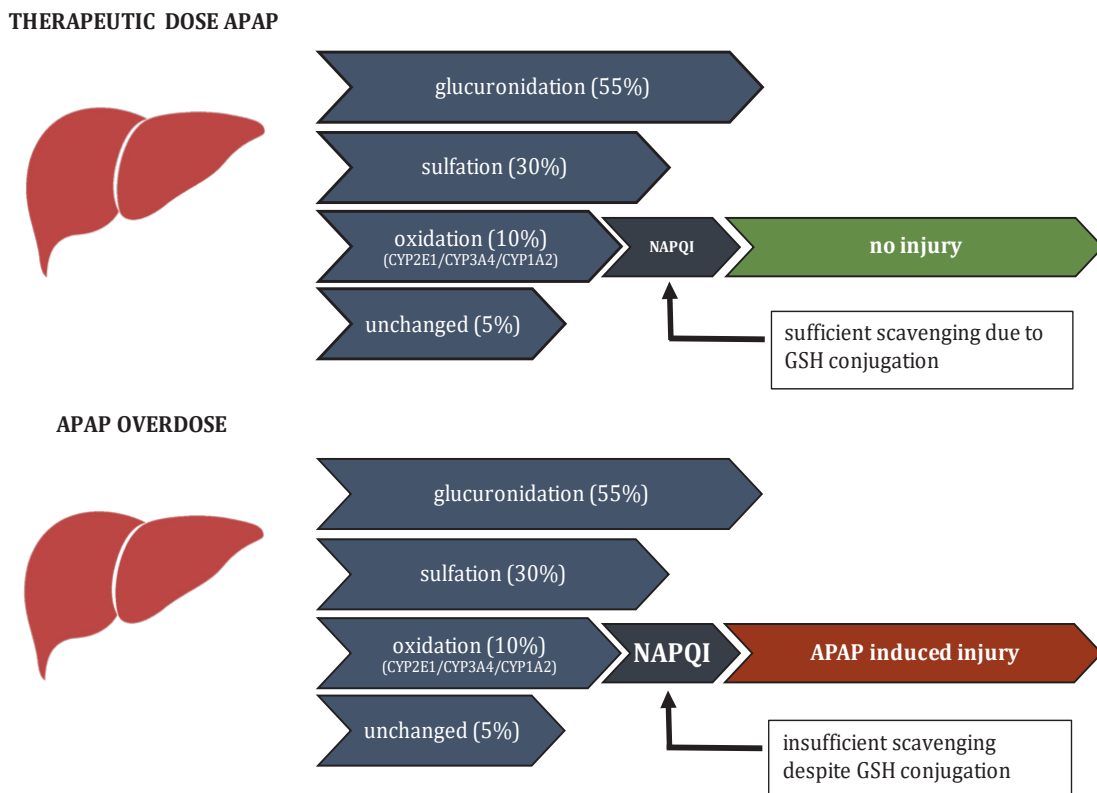 THERAPEUTIC DOSE APAP
glucuronidation (55%)
sulfation (30%)
oxidation (10%)
(CYP2E1/CYP3A4/CYP1A2)
NAPQI
no injury
unchanged (5%)
sufficient scavenging due to
GSH conjugation
APAP OVERDOSE
glucuronidation (55%)
sulfation (30%)
oxidation (10%)
(CYP2E1/CYP3A4/CYP1A2)
NAPQI
APAP induced injury
unchanged (5%)
insufficient scavenging
despite GSH conjugation